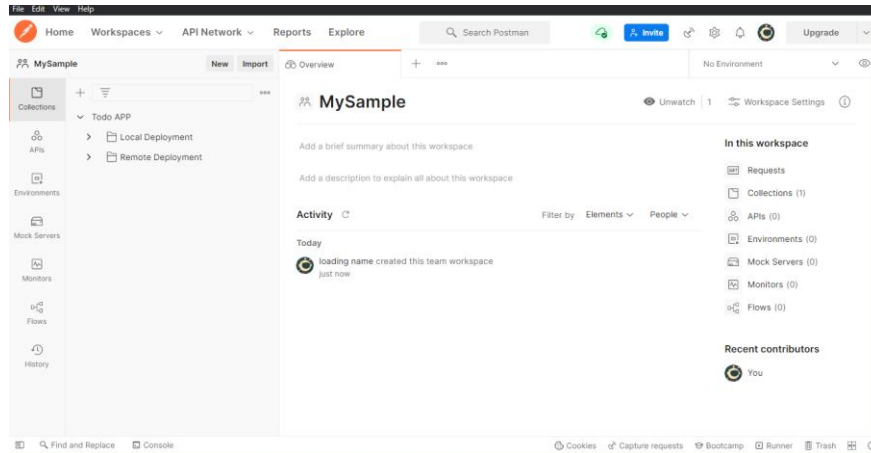 File Edit View Help
Home Workspaces API Network Reports Explore Search Postman Invite Upgrade
MySample New Import Overview No Environment
Collections
APIs
Environments
Mock Servers
Monitors
Flows
History
Todo APP
Local Deployment
Remote Deployment
MySample Unwatch 1 Workspace Settings
Add a brief summary about this workspace
Add a description to explain all about this workspace
Activity Filter by Elements People
Today
loading name created this team workspace
just now
In this workspace
Requests
Collections (1)
APIs (0)
Environments (0)
Mock Servers (0)
Monitors (0)
Flows (0)
Recent contributors
You
Find and Replace Console Cookies Capture requests Bootcamp Runner Trash